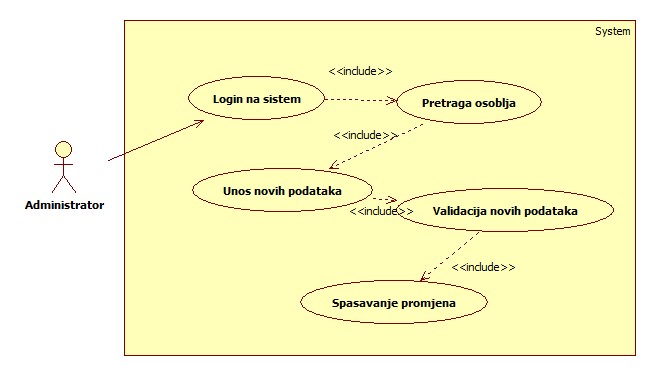 System
<<include>>
Login na sistem
Pretraga osoblja
<<include>>
Unos novih podataka
Administrator
<<include>>
Validacija novih podataka
<<include>>
Spasavanje promjena